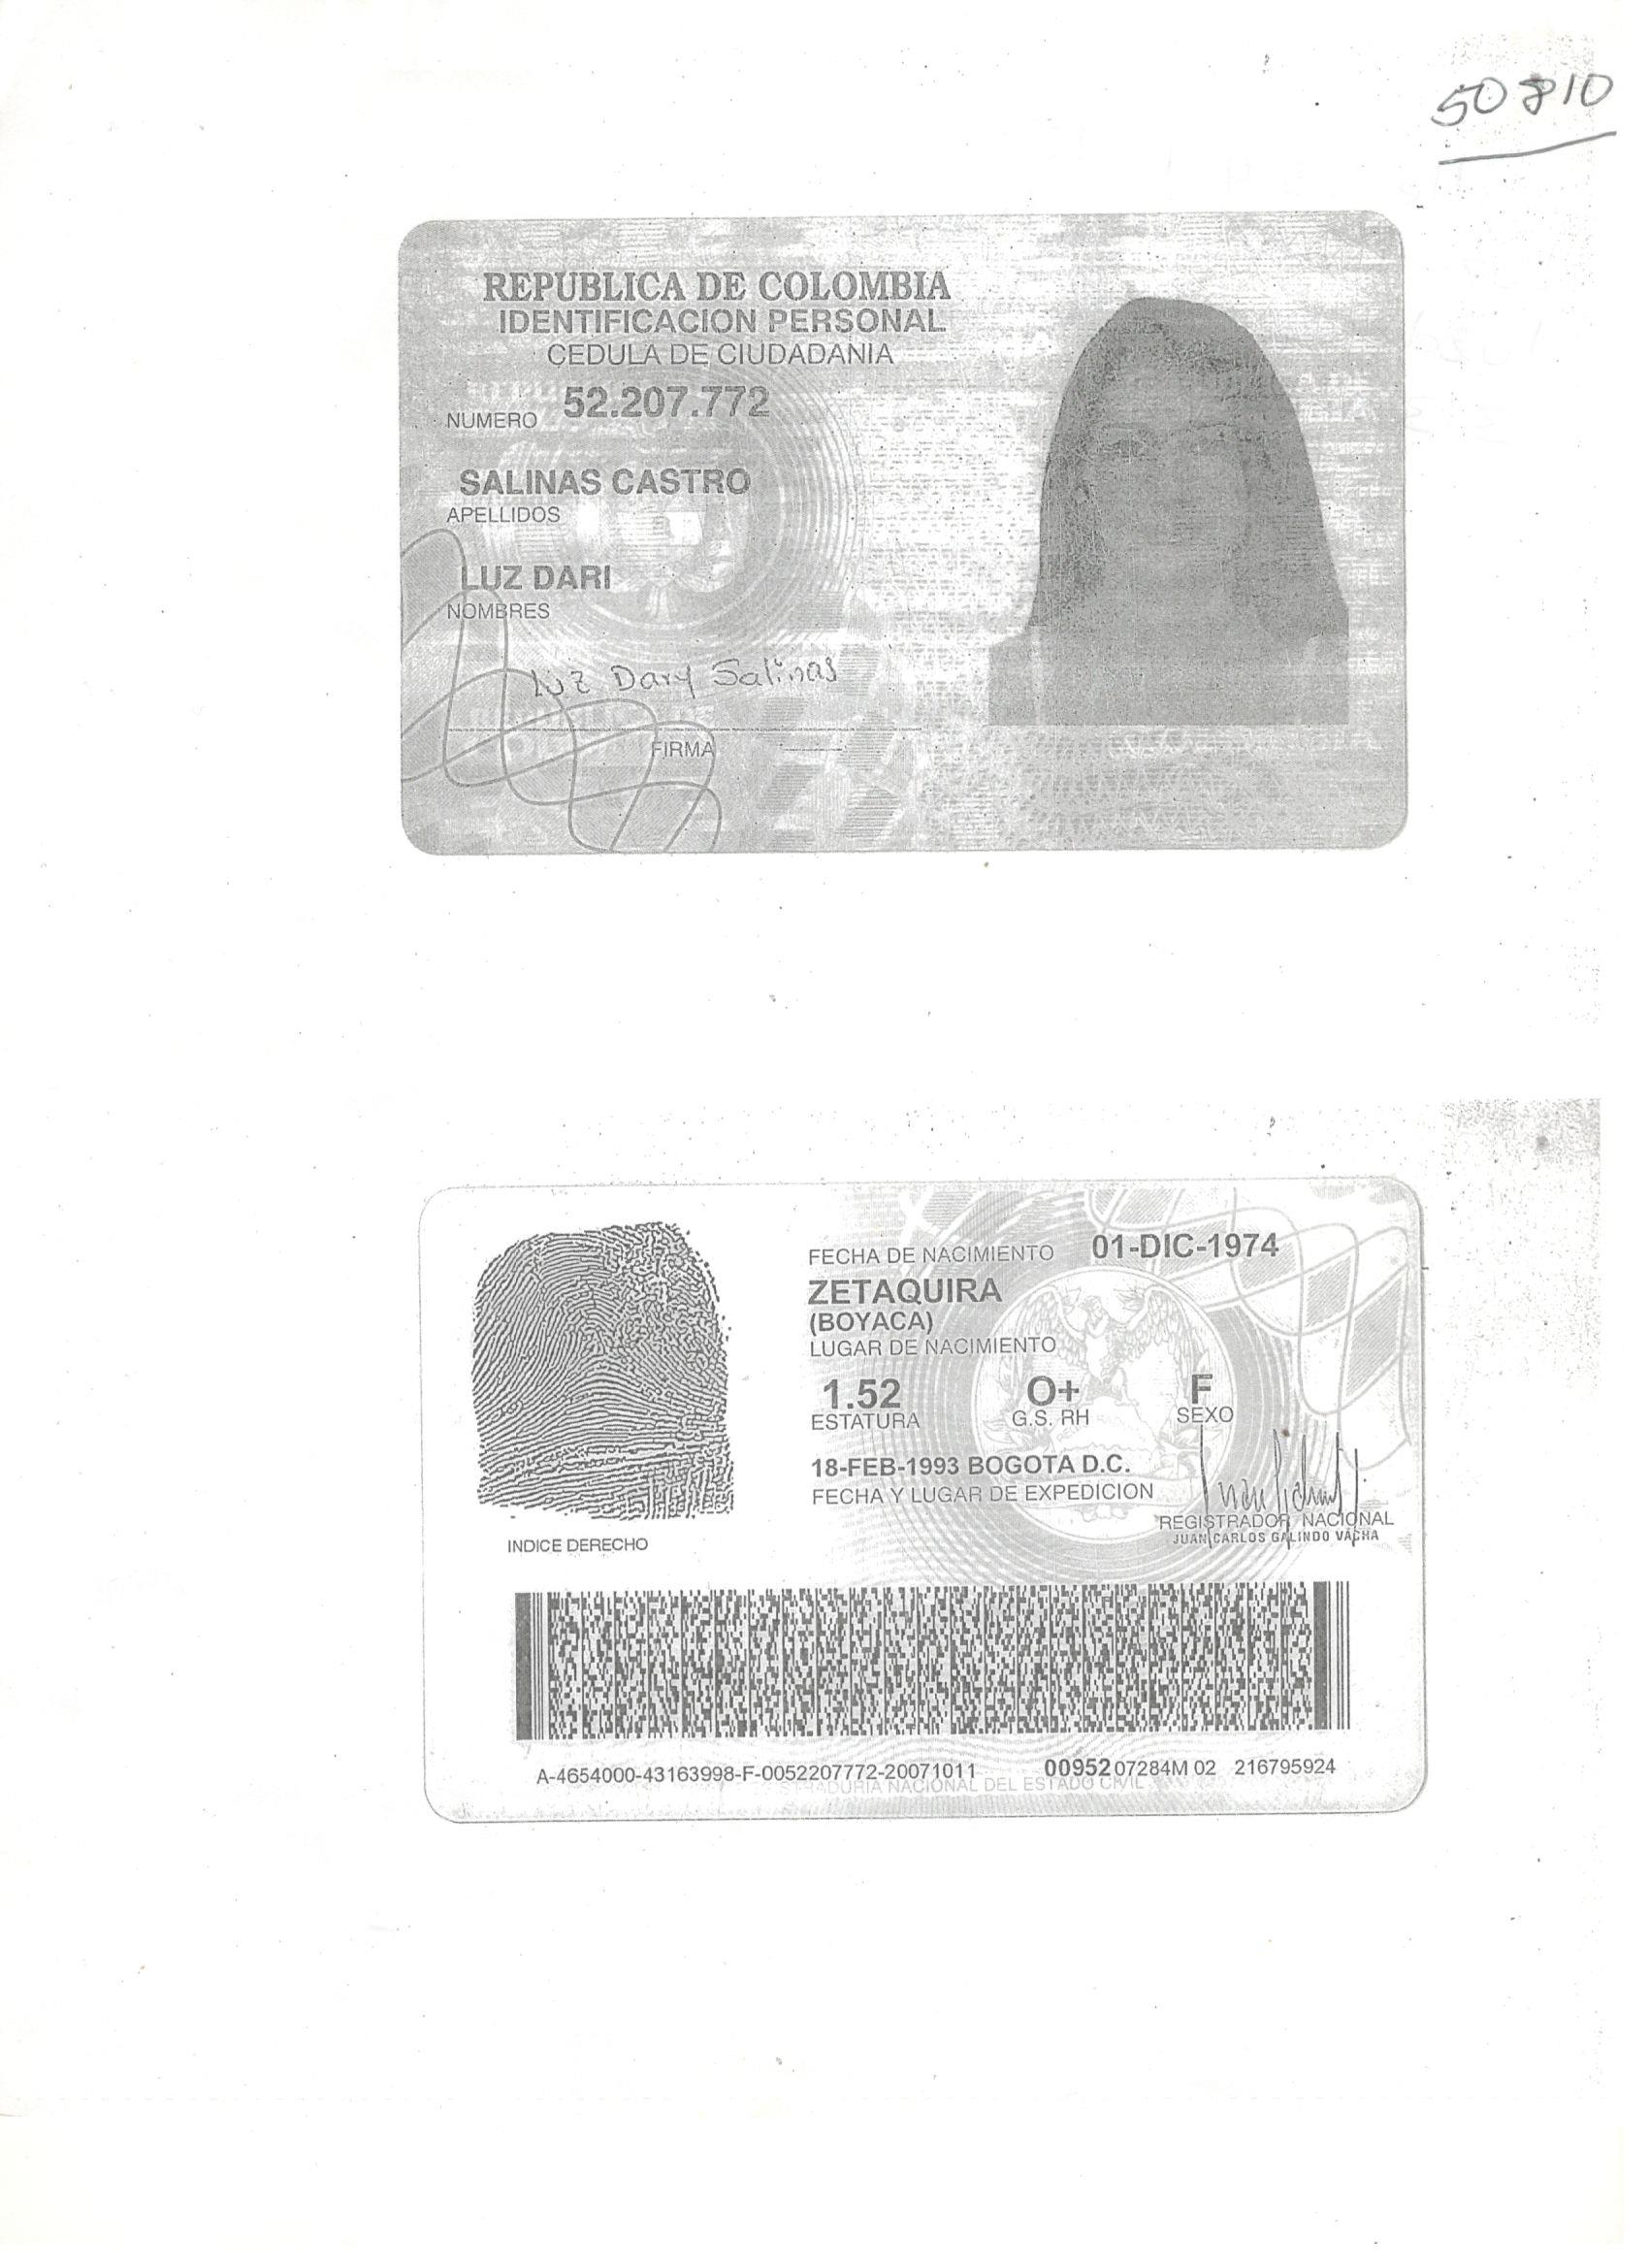 50810
REPUBLICA DE COLOMBIA
IDENTIFICACION PERSONAL
CEDULA DE CIUDADANIA
NUMERO 52.207.772
SALINAS CASTRO
APELLIDOS
LUZ DARI
NOMBRES
Luz Dary Salinas
FIRMA
FECHA DE NACIMIENTO 01-DIC-1974
ZETAQUIRA
(BOYACA)
LUGAR DE NACIMIENTO
1.52 O+ F
ESTATURA G.S. RH SEXO
18-FEB-1993 BOGOTA D.C.
FECHA Y LUGAR DE EXPEDICION
REGISTRADOR NACIONAL
JUAN CARLOS GALINDO VACHA
INDICE DERECHO
A-4654000-43163998-F-0052207772-20071011 00952 07284M 02 216795924
NACIONAL DEL ESTADO CIVIL